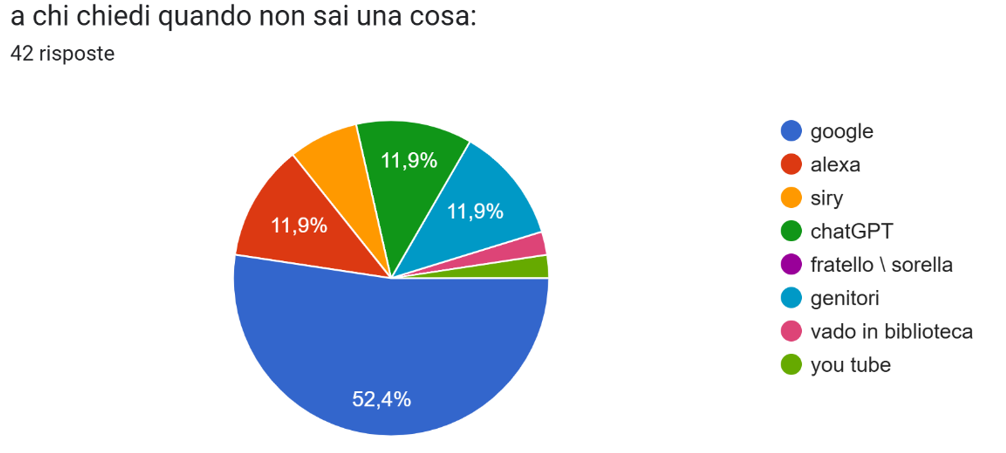 a chi chiedi quando non sai una cosa:
42 risposte
11,9%
11,9%
11,9%
52,4%
google
alexa
siry
chatGPT
fratello \ sorella
genitori
vado in biblioteca
you tube